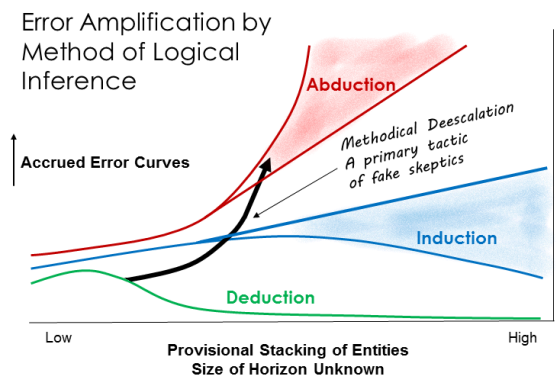 Error Amplification by
Method of Logical
Inference
Abduction
Methodical Deescalation
A primary tactic
of fake skeptics
Accrued Error Curves
Induction
Deduction
Low
High
Provisional Stacking of Entities
Size of Horizon Unknown